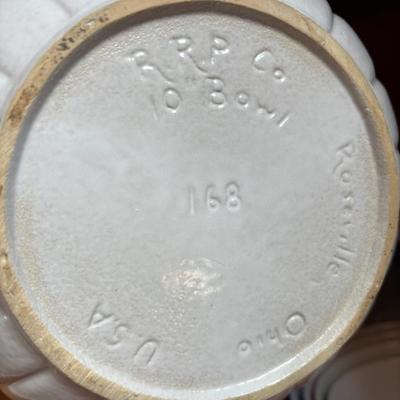 R R P Co
10" Bowl
168
Roseville Ohio
U.S.A